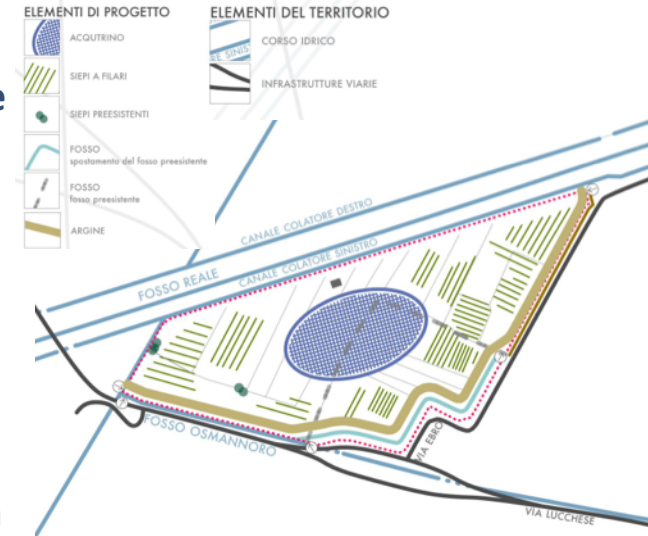 ELEMENTI DI PROGETTO
ACQUTRINO
SIEPI A FILARI
SIEPI PREESISTENTI
FOSSO
spostamento del fosso preesistente
FOSSO
fosso preesistente
ARGINE
ELEMENTI DEL TERRITORIO
CORSO IDRICO
INFRASTRUTTURE VIARIE
CANALE COLATORE DESTRO
FOSSO REALE
CANALE COLATORE SINISTRO
FOSSO OSMANNORO
VIA EBRO
VIA LUCCHESE